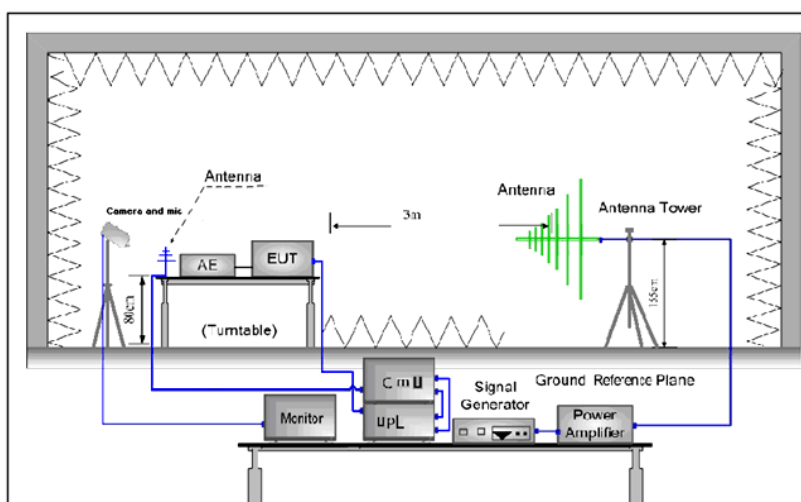 Antenna
Antenna
3m
Camera and mic
Antenna Tower
AE
EUT
80cm
155cm
(Turntable)
Cmu
Signal
Generator
Ground Reference Plane
Monitor
upL
Power
Amplifier